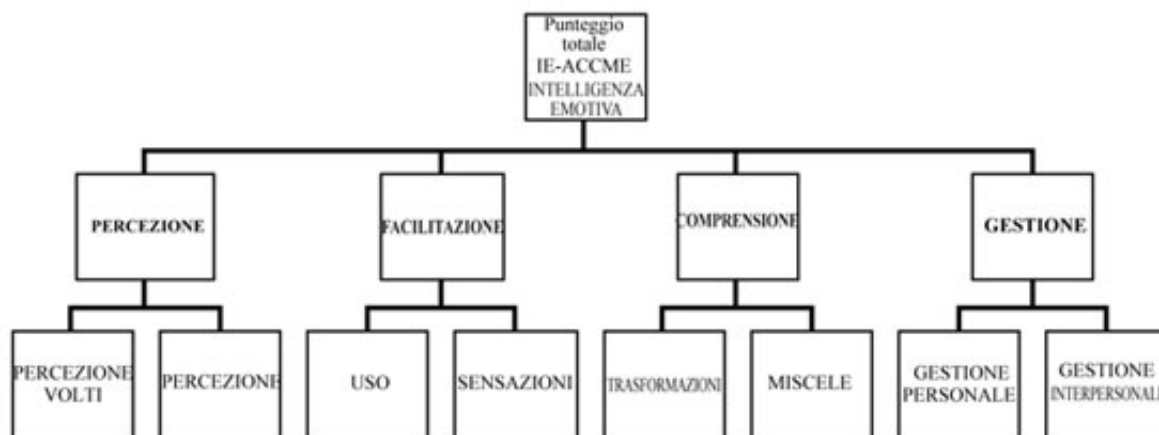 Punteggio
totale
IE-ACCME
INTELLIGENZA
EMOTIVA
PERCEZIONE
FACILITAZIONE
COMPRENSIONE
GESTIONE
PERCEZIONE
VOLTI
PERCEZIONE
USO
SENSAZIONI
TRASFORMAZIONI
MISCELE
GESTIONE
PERSONALE
GESTIONE
INTERPERSONALE